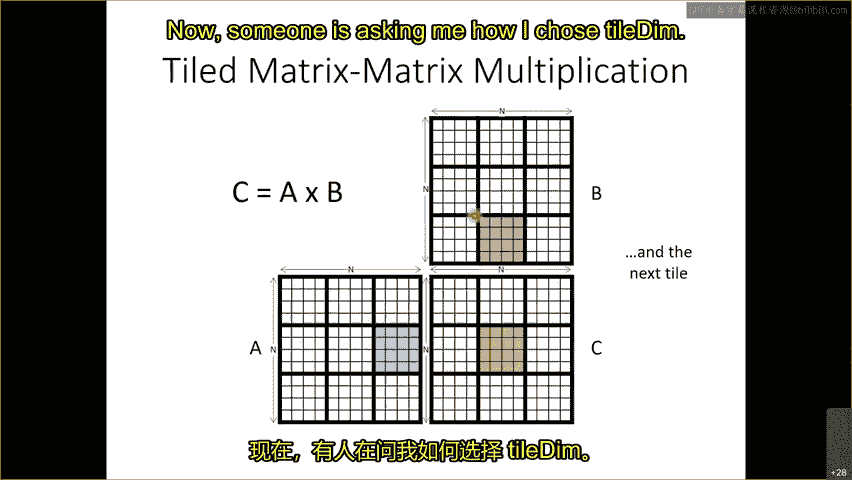 Now, someone is asking me how I chose tileDim.
Tiled Matrix-Matrix Multiplication
N
C = A x B
N
B
...and the
next tile
N
N
A
N
N
C
现在，有人在问我如何选择 tileDim。
+28